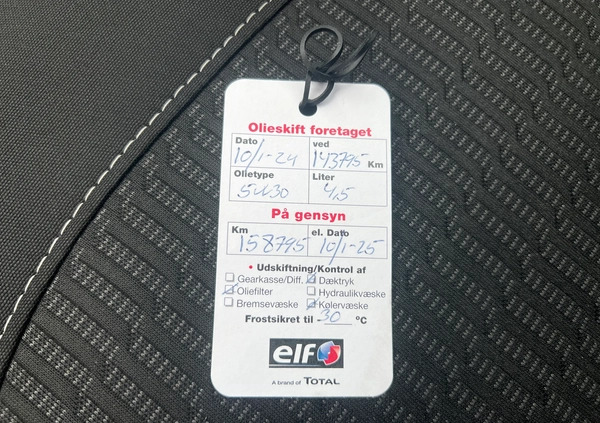 Olieskift foretaget
Dato ved
10/1-24 143795 Km
Olietype Liter
5W30 4,5
På gensyn
Km el. Dato
158795 10/1-25
• Udskiftning/Kontrol af
Gearkasse/Diff. Dæktryk
Oliefilter Hydraulikvæske
Bremsevæske Kølervæske
Frostsikret til -30 °C
elf
A brand of TOTAL